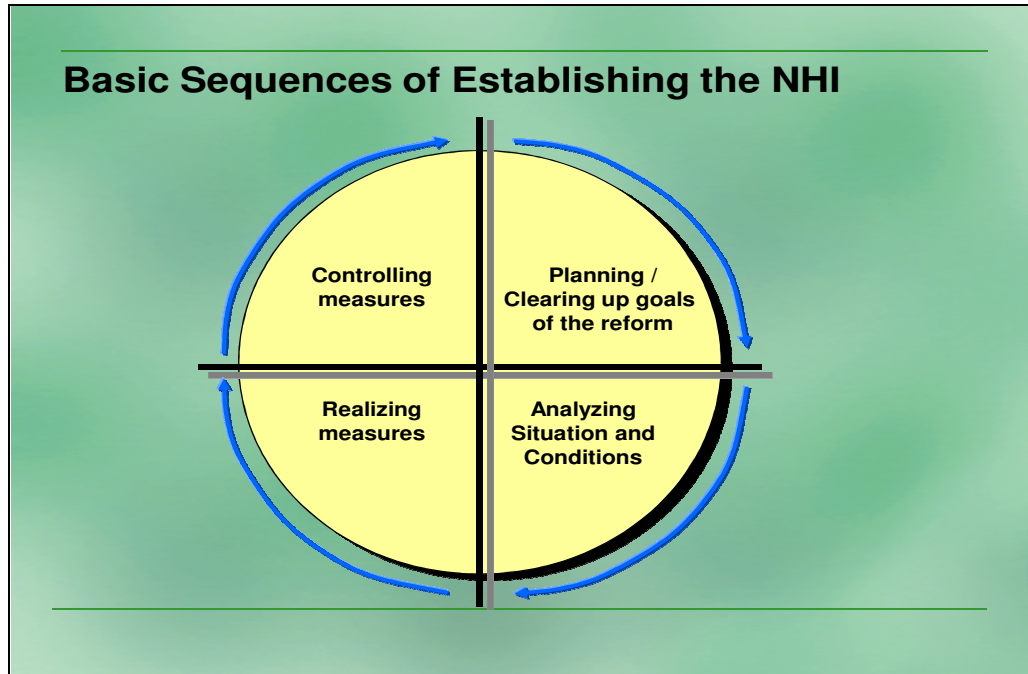 Basic Sequences of Establishing the NHI
Controlling
measures
Planning /
Clearing up goals
of the reform
Realizing
measures
Analyzing
Situation and
Conditions